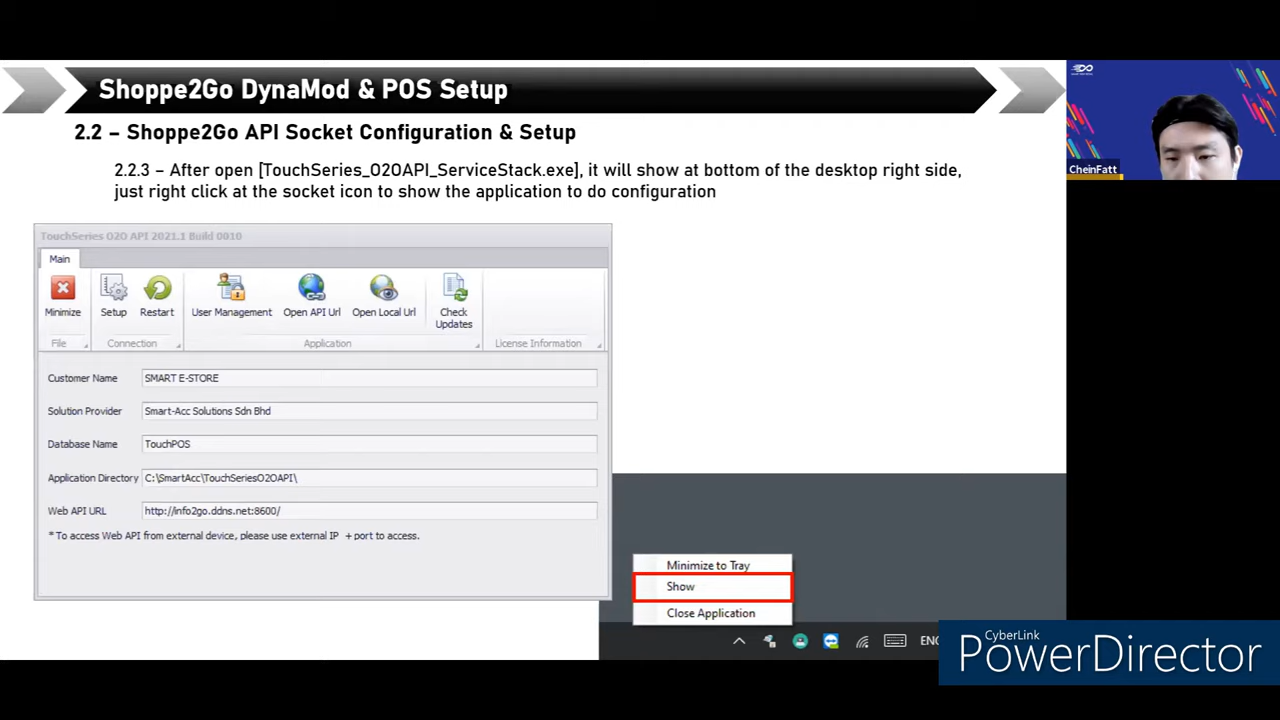 Shoppe2Go DynaMod & POS Setup
2.2 – Shoppe2Go API Socket Configuration & Setup
2.2.3 – After open [TouchSeries_O2OAPI_ServiceStack.exe], it will show at bottom of the desktop right side,
just right click at the socket icon to show the application to do configuration
CheinFatt
TouchSeries O2O API 2021.1 Build 0010
Main
Minimize
Setup
Restart
User Management
Open API Url
Open Local Url
Check
Updates
File
Connection
Application
License Information
Customer Name SMART E-STORE
Solution Provider Smart-Acc Solutions Sdn Bhd
Database Name TouchPOS
Application Directory C:\SmartAcc\TouchSeriesO2OAPI\
Web API URL http://info2go.ddns.net:8600/
* To access Web API from external device, please use external IP + port to access.
Minimize to Tray
Show
Close Application
ENG
CyberLink
PowerDirector